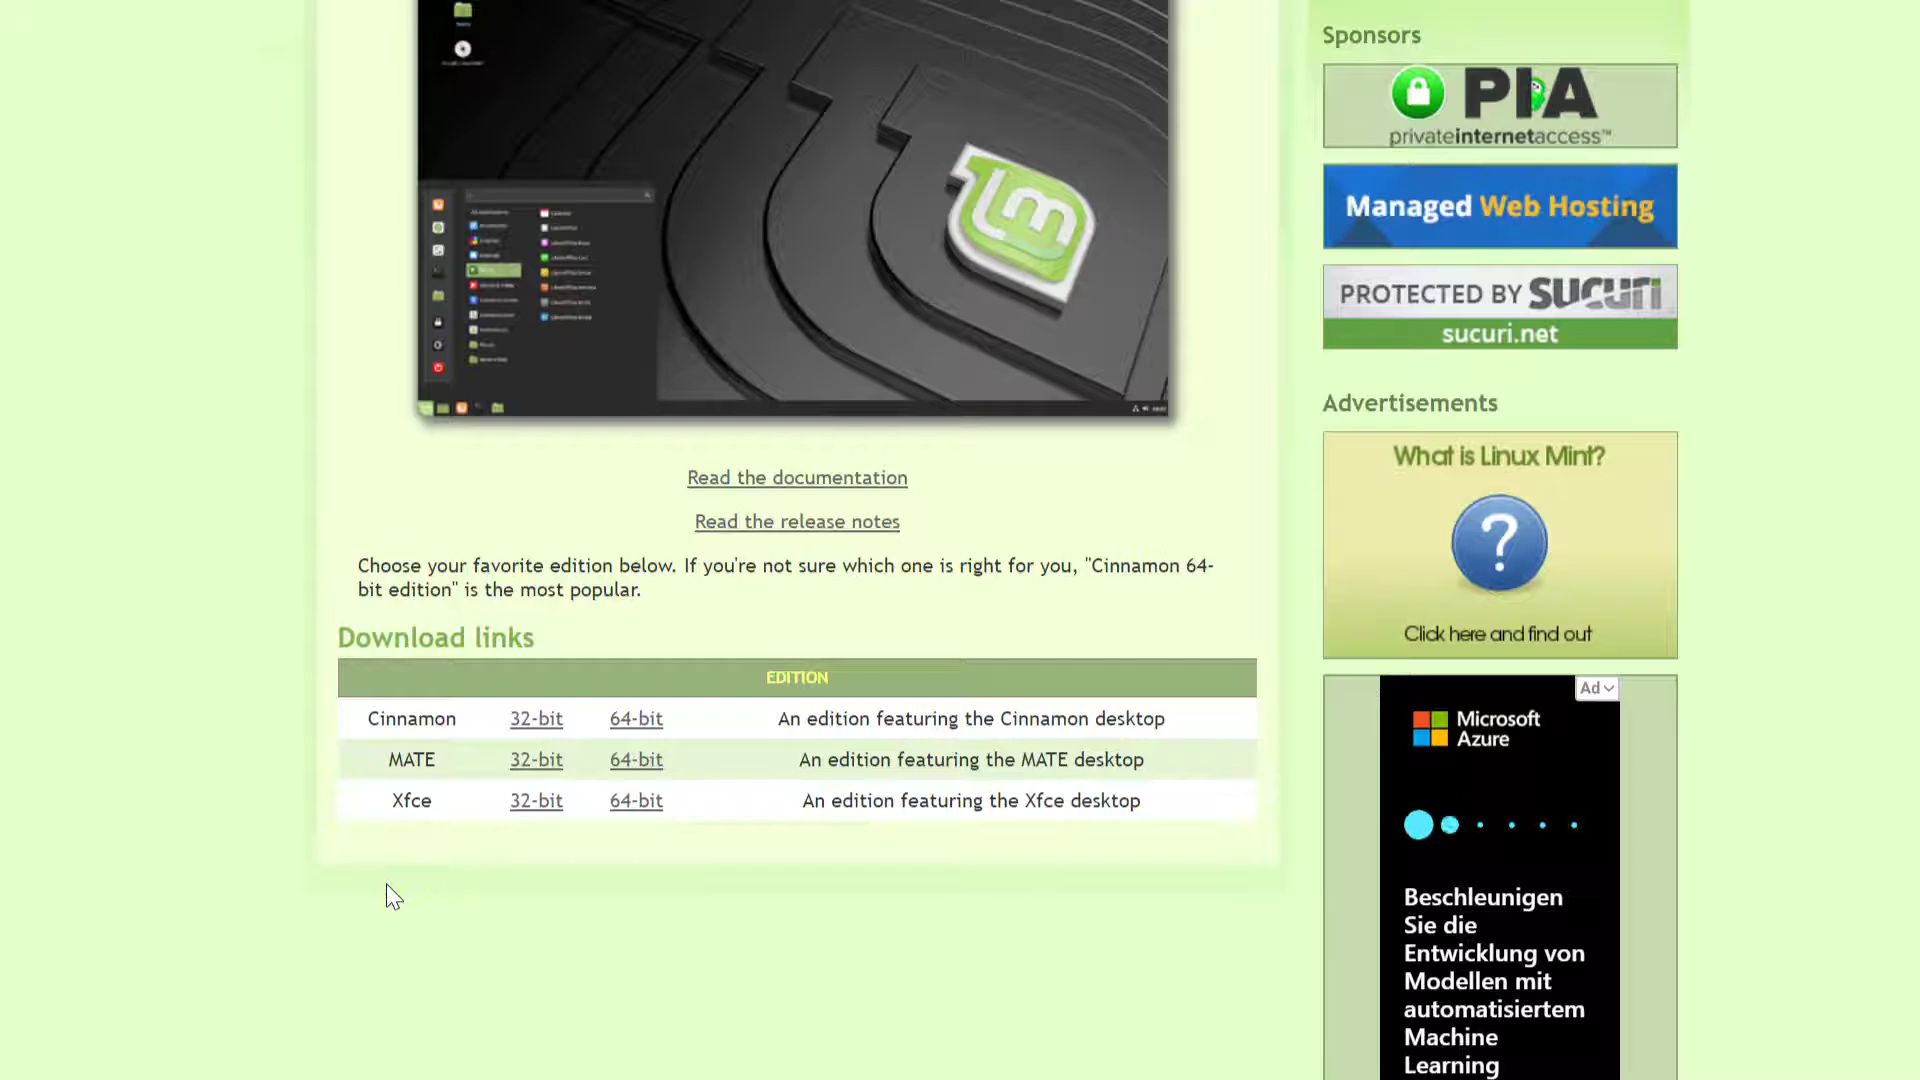 Read the documentation
Read the release notes
Choose your favorite edition below. If you're not sure which one is right for you, "Cinnamon 64-
bit edition" is the most popular.
Download links
EDITION
Cinnamon 32-bit 64-bit An edition featuring the Cinnamon desktop
MATE 32-bit 64-bit An edition featuring the MATE desktop
Xfce 32-bit 64-bit An edition featuring the Xfce desktop
Sponsors
PIA
privateinternetaccess™
Managed Web Hosting
PROTECTED BY SUCURI
sucuri.net
Advertisements
What is Linux Mint?
?
Click here and find out
Ad
Microsoft
Azure
Beschleunigen
Sie die
Entwicklung von
Modellen mit
automatisiertem
Machine
Learning